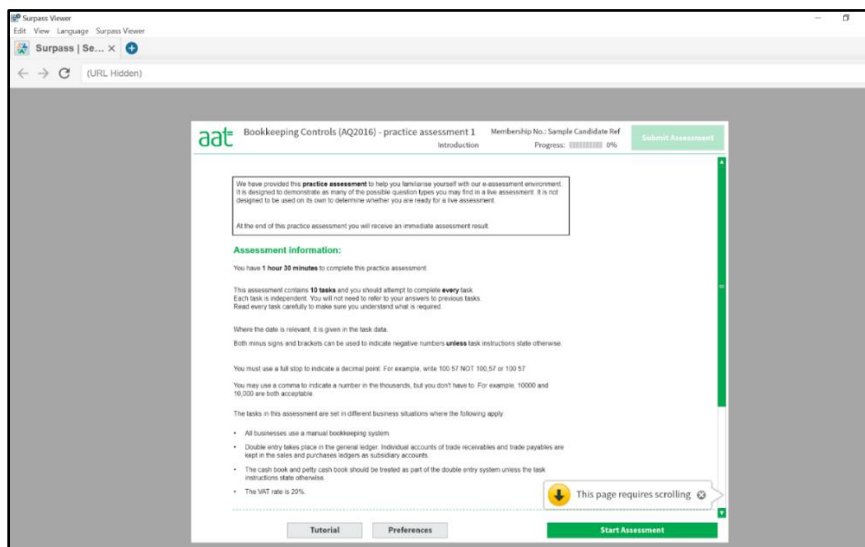 Surpass Viewer
Edit View Language Surpass Viewer
Surpass | Se...
(URL Hidden)
aat
Bookkeeping Controls (AQ2016) - practice assessment 1
Introduction
Membership No.: Sample Candidate Ref
Progress: 0%
Submit Assessment
We have provided this practice assessment to help you familiarise yourself with our e-assessment environment.
It is designed to demonstrate as many of the possible question types you may find in a live assessment. It is not
designed to be used on its own to determine whether you are ready for a live assessment.
At the end of this practice assessment you will receive an immediate assessment result.
Assessment information:
You have 1 hour 30 minutes to complete this practice assessment.
This assessment contains 10 tasks and you should attempt to complete every task.
Each task is independent. You will not need to refer to your answers to previous tasks.
Read every task carefully to make sure you understand what is required.
Where the date is relevant, it is given in the task data.
Both minus signs and brackets can be used to indicate negative numbers unless task instructions state otherwise.
You must use a full stop to indicate a decimal point. For example, write 100.57 NOT 100,57 or 100 57
You may use a comma to indicate a number in the thousands, but you don't have to. For example, 10000 and
10,000 are both acceptable.
The tasks in this assessment are set in different business situations where the following apply:
• All businesses use a manual bookkeeping system.
• Double entry takes place in the general ledger. Individual accounts of trade receivables and trade payables are
kept in the sales and purchases ledgers as subsidiary accounts.
• The cash book and petty cash book should be treated as part of the double entry system unless the task
instructions state otherwise.
• The VAT rate is 20%.
This page requires scrolling
Tutorial
Preferences
Start Assessment